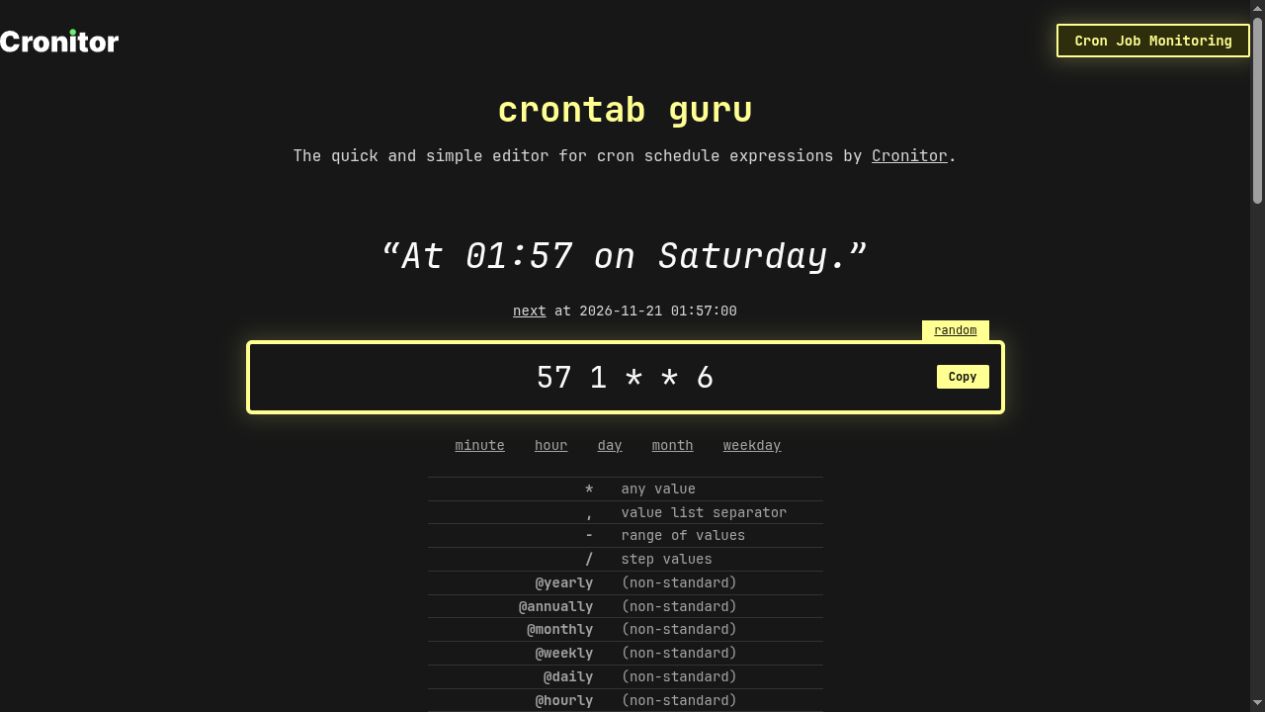 Cronitor
Cron Job Monitoring
crontab guru
The quick and simple editor for cron schedule expressions by Cronitor.
“At 01:57 on Saturday.”
next at 2026-11-21 01:57:00
random
57 1 * * 6
Copy
minute hour day month weekday
* any value
, value list separator
- range of values
/ step values
@yearly (non-standard)
@annually (non-standard)
@monthly (non-standard)
@weekly (non-standard)
@daily (non-standard)
@hourly (non-standard)